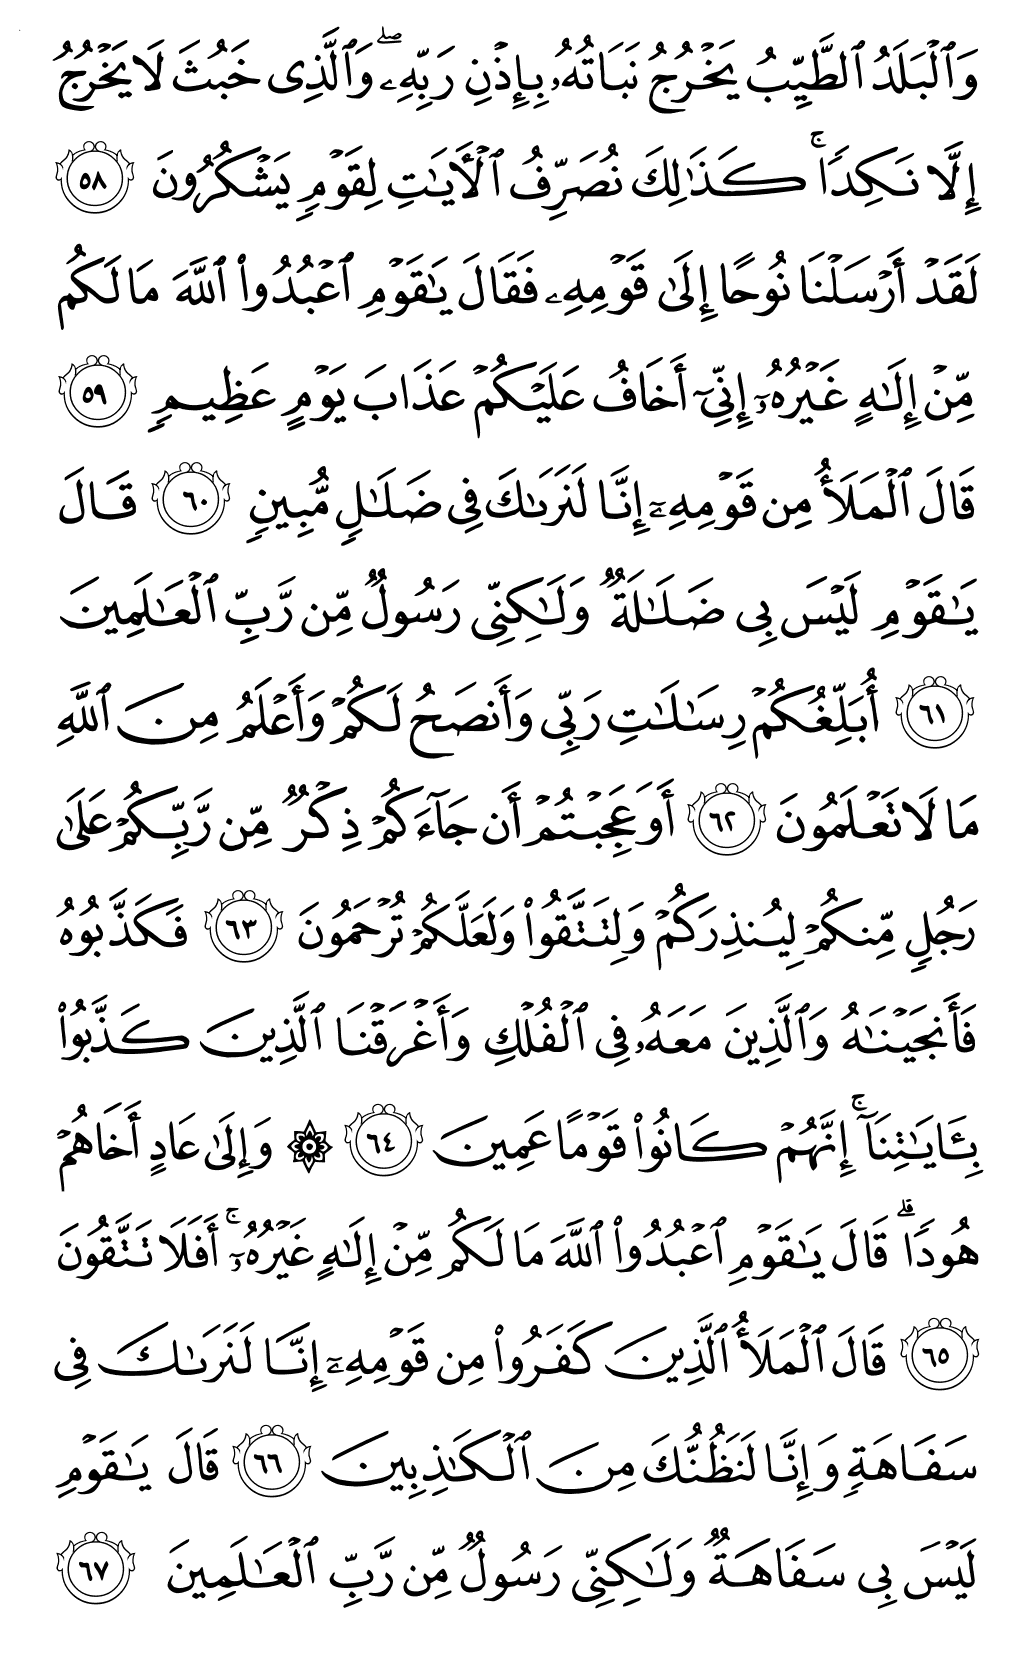 وَٱلْبَلَدُ ٱلطَّيِّبُ يَخْرُجُ نَبَاتُهُۥ بِإِذْنِ رَبِّهِۦ ۖ وَٱلَّذِى خَبُثَ لَا يَخْرُجُ
إِلَّا نَكِدًا ۚ كَذَٰلِكَ نُصَرِّفُ ٱلْـَٔايَـٰتِ لِقَوْمٍ يَشْكُرُونَ ٥٨
لَقَدْ أَرْسَلْنَا نُوحًا إِلَىٰ قَوْمِهِۦ فَقَالَ يَـٰقَوْمِ ٱعْبُدُوا۟ ٱللَّهَ مَا لَكُم
مِّنْ إِلَـٰهٍ غَيْرُهُۥٓ إِنِّىٓ أَخَافُ عَلَيْكُمْ عَذَابَ يَوْمٍ عَظِيمٍ ٥٩
قَالَ ٱلْمَلَأُ مِن قَوْمِهِۦٓ إِنَّا لَنَرَىٰكَ فِى ضَلَـٰلٍ مُّبِينٍ ٦٠ قَالَ
يَـٰقَوْمِ لَيْسَ بِى ضَلَـٰلَةٌ وَلَـٰكِنِّى رَسُولٌ مِّن رَّبِّ ٱلْعَـٰلَمِينَ
٦١ أُبَلِّغُكُمْ رِسَـٰلَـٰتِ رَبِّى وَأَنصَحُ لَكُمْ وَأَعْلَمُ مِنَ ٱللَّهِ
مَا لَا تَعْلَمُونَ ٦٢ أَوَعَجِبْتُمْ أَن جَآءَكُمْ ذِكْرٌ مِّن رَّبِّكُمْ عَلَىٰ
رَجُلٍ مِّنكُمْ لِيُنذِرَكُمْ وَلِتَتَّقُوا۟ وَلَعَلَّكُمْ تُرْحَمُونَ ٦٣ فَكَذَّبُوهُ
فَأَنجَيْنَـٰهُ وَٱلَّذِينَ مَعَهُۥ فِى ٱلْفُلْكِ وَأَغْرَقْنَا ٱلَّذِينَ كَذَّبُوا۟
بِـَٔايَـٰتِنَآ ۚ إِنَّهُمْ كَانُوا۟ قَوْمًا عَمِينَ ٦٤ ۞ وَإِلَىٰ عَادٍ أَخَاهُمْ
هُودًا ۗ قَالَ يَـٰقَوْمِ ٱعْبُدُوا۟ ٱللَّهَ مَا لَكُم مِّنْ إِلَـٰهٍ غَيْرُهُۥٓ ۚ أَفَلَا تَتَّقُونَ
٦٥ قَالَ ٱلْمَلَأُ ٱلَّذِينَ كَفَرُوا۟ مِن قَوْمِهِۦٓ إِنَّا لَنَرَىٰكَ فِى
سَفَاهَةٍ وَإِنَّا لَنَظُنُّكَ مِنَ ٱلْكَـٰذِبِينَ ٦٦ قَالَ يَـٰقَوْمِ
لَيْسَ بِى سَفَاهَةٌ وَلَـٰكِنِّى رَسُولٌ مِّن رَّبِّ ٱلْعَـٰلَمِينَ ٦٧